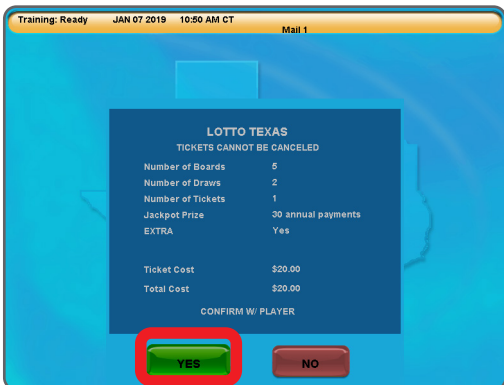 Training: Ready JAN 07 2019 10:50 AM CT
Mail 1
LOTTO TEXAS
TICKETS CANNOT BE CANCELED
Number of Boards 5
Number of Draws 2
Number of Tickets 1
Jackpot Prize 30 annual payments
EXTRA Yes
Ticket Cost $20.00
Total Cost $20.00
CONFIRM W/ PLAYER
YES NO